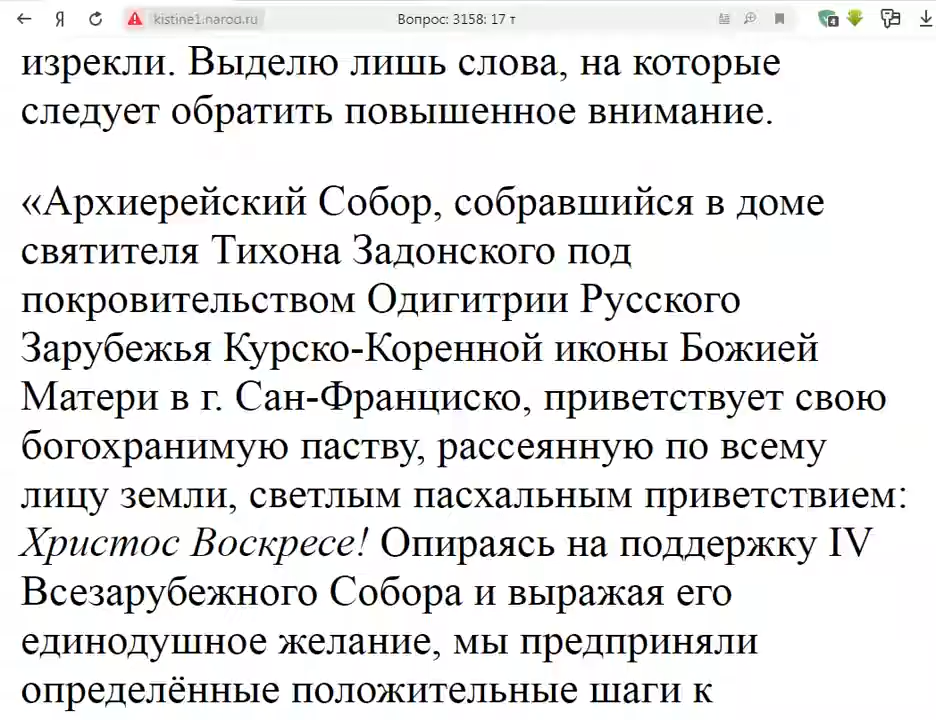 kistine1.narod.ru
Вопрос: 3158: 17 т
изрекли. Выделю лишь слова, на которые
следует обратить повышенное внимание.
«Архиерейский Собор, собравшийся в доме
святителя Тихона Задонского под
покровительством Одигитрии Русского
Зарубежья Курско-Коренной иконы Божией
Матери в г. Сан-Франциско, приветствует свою
богохранимую паству, рассеянную по всему
лицу земли, светлым пасхальным приветствием:
Христос Воскресе! Опираясь на поддержку IV
Всезарубежного Собора и выражая его
единодушное желание, мы предприняли
определённые положительные шаги к